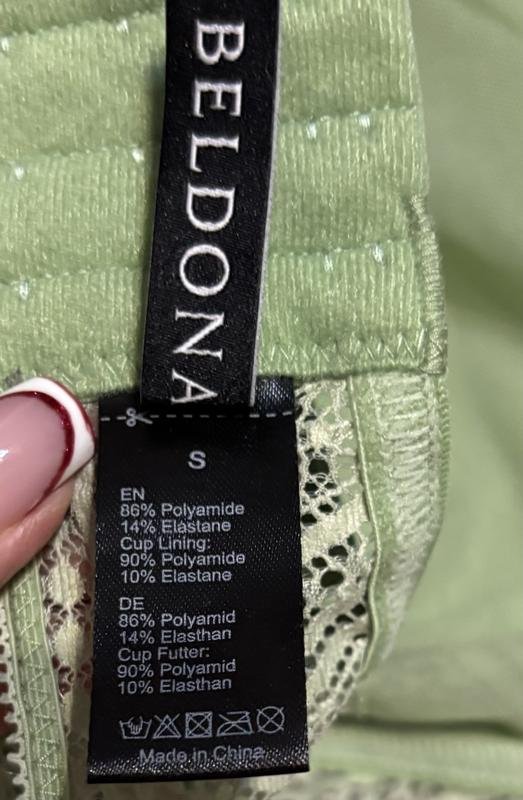 BELDONA
S
EN
86% Polyamide
14% Elastane
Cup Lining:
90% Polyamide
10% Elastane
DE
86% Polyamid
14% Elasthan
Cup Futter:
90% Polyamid
10% Elasthan
Made in China